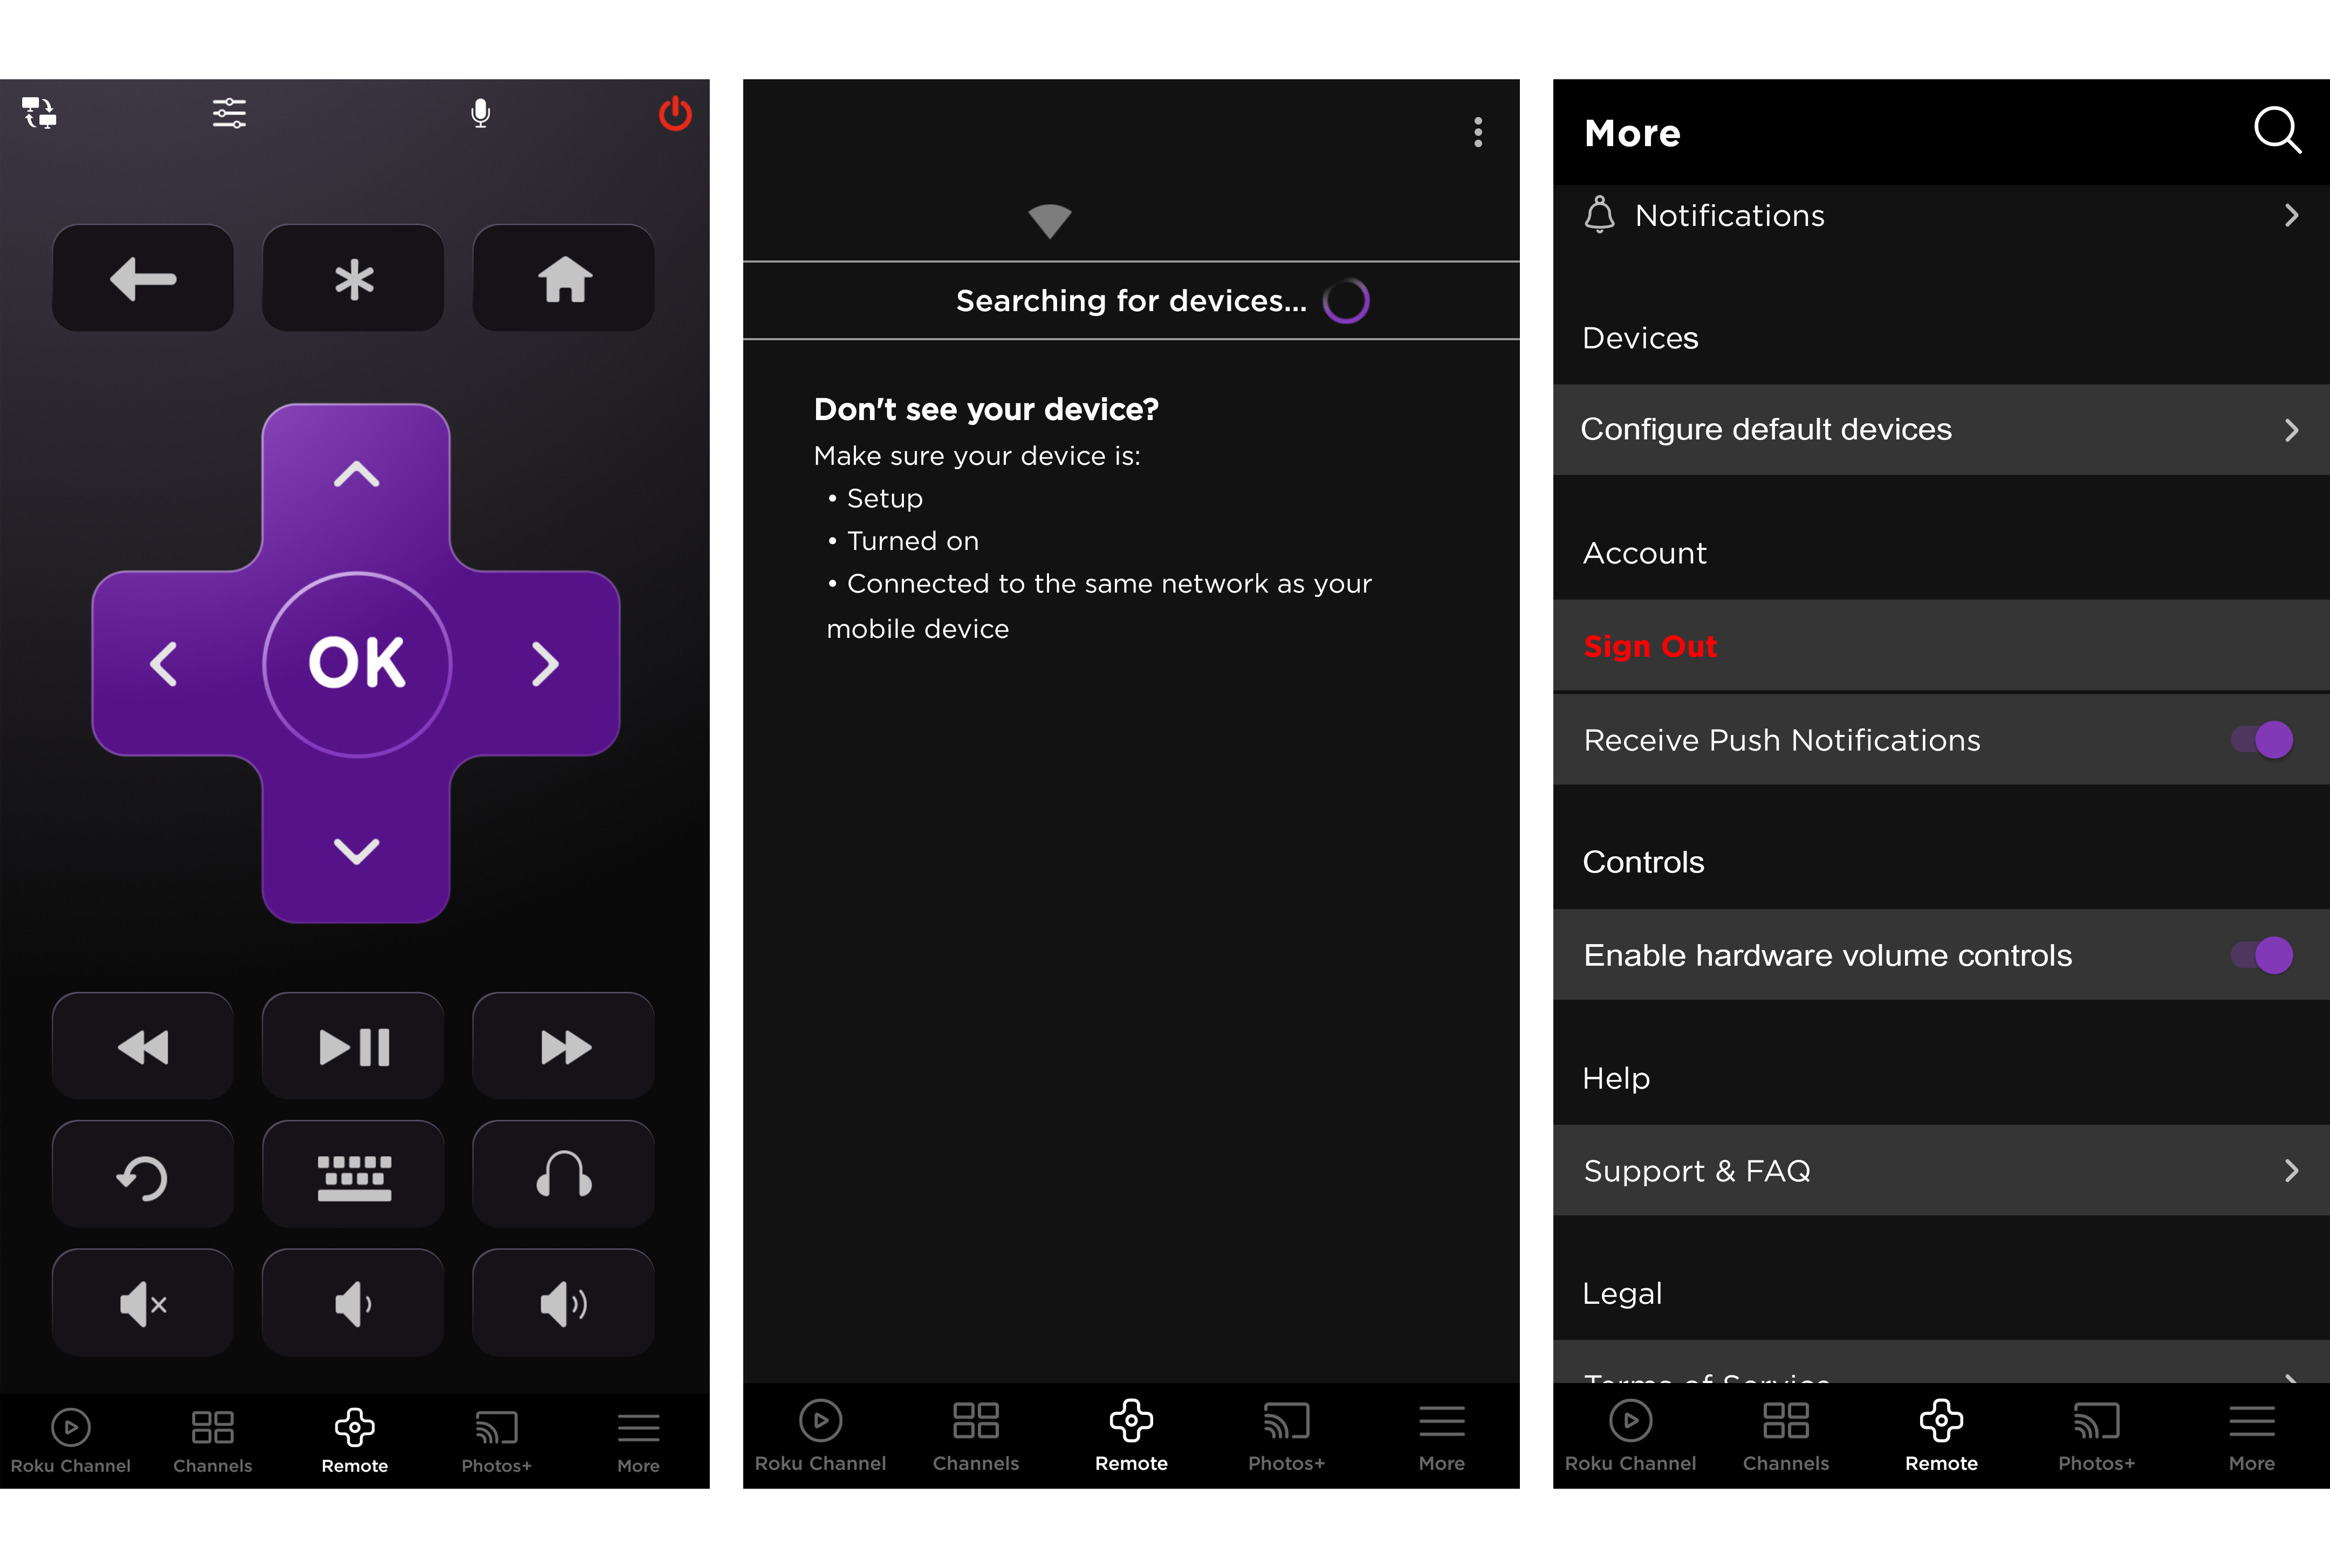 OK
Roku Channel
Channels
Remote
Photos+
More
Searching for devices...
Don't see your device?
Make sure your device is:
• Setup
• Turned on
• Connected to the same network as your
mobile device
Roku Channel
Channels
Remote
Photos+
More
More
Notifications
Devices
Configure default devices
Account
Sign Out
Receive Push Notifications
Controls
Enable hardware volume controls
Help
Support & FAQ
Legal
Terms of Service
Roku Channel
Channels
Remote
Photos+
More